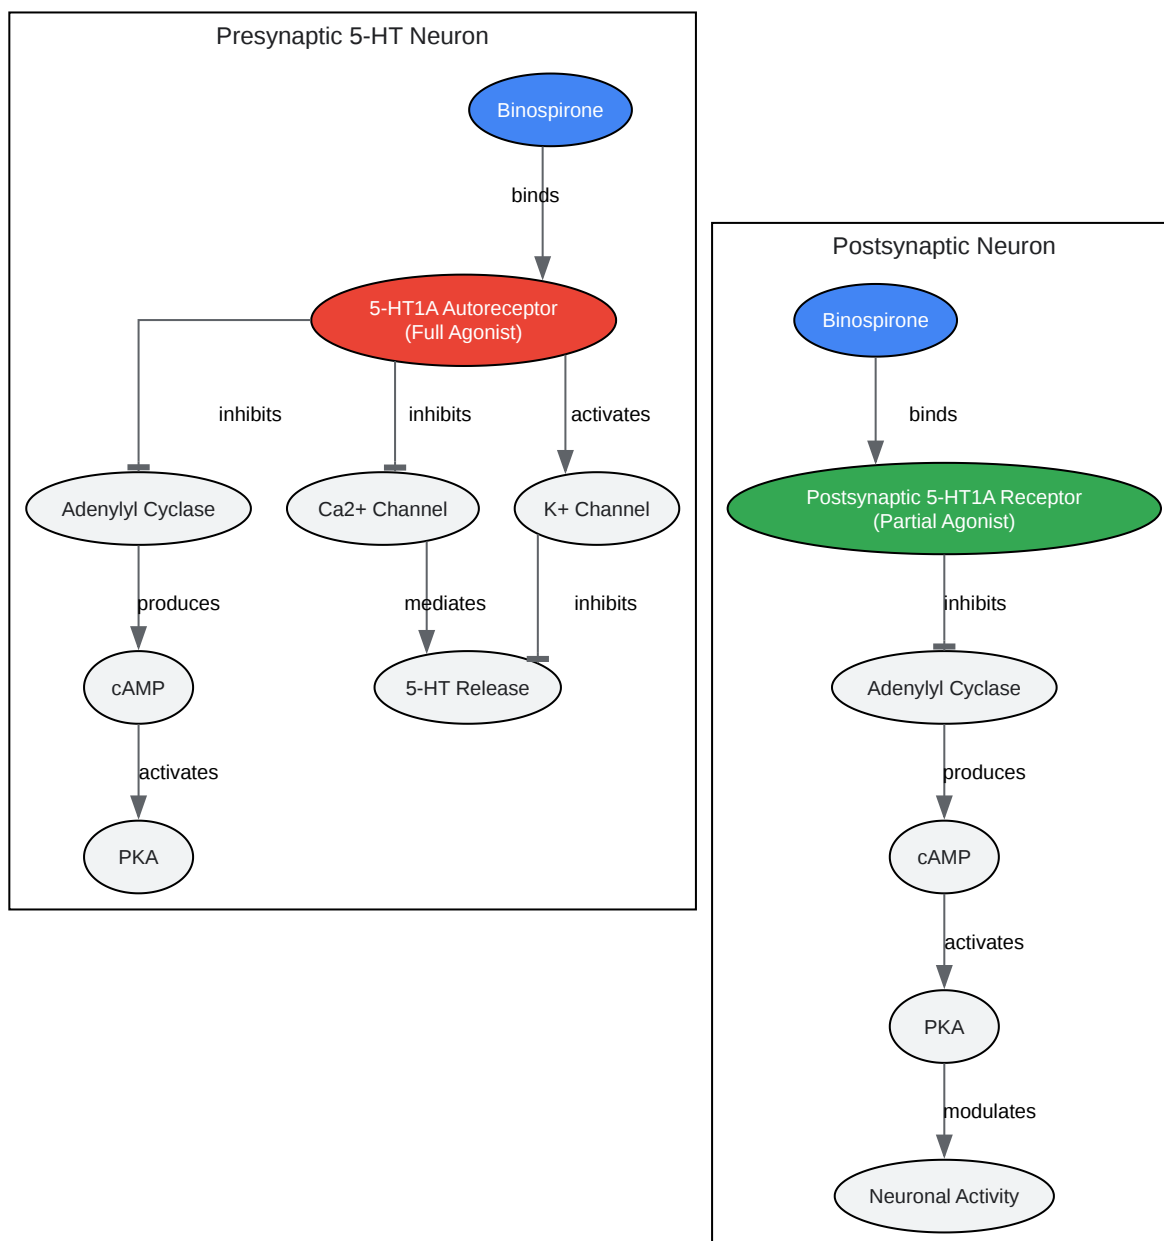 Presynaptic 5-HT Neuron
Binospirone
binds
5-HT1A Autoreceptor
(Full Agonist)
inhibits
inhibits
activates
Adenylyl Cyclase
Ca2+ Channel
K+ Channel
produces
mediates
inhibits
cAMP
5-HT Release
activates
PKA
Postsynaptic Neuron
Binospirone
binds
Postsynaptic 5-HT1A Receptor
(Partial Agonist)
inhibits
Adenylyl Cyclase
produces
cAMP
activates
PKA
modulates
Neuronal Activity